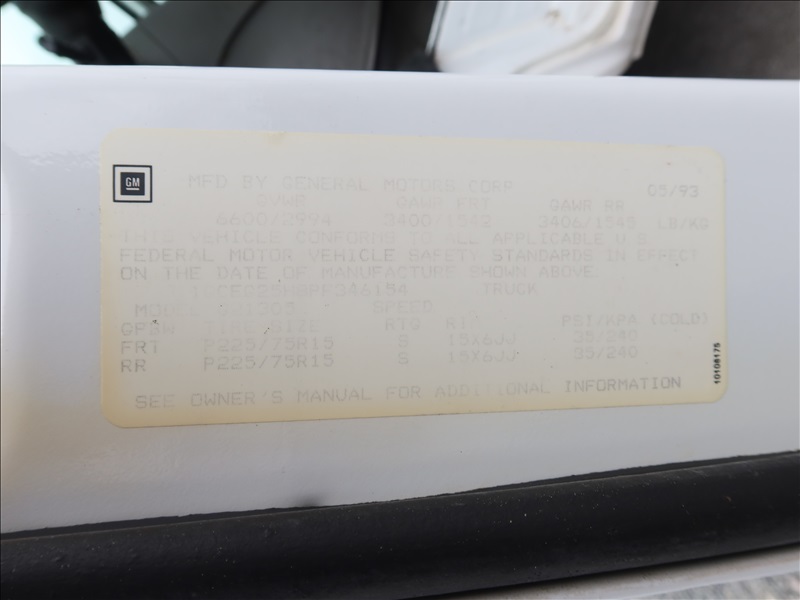 GM
MFD BY GENERAL MOTORS CORP 05/93
GVWR GAWR FRT GAWR RR
6600/2994 3400/1542 3406/1545 LB/KG
THIS VEHICLE CONFORMS TO ALL APPLICABLE U.S.
FEDERAL MOTOR VEHICLE SAFETY STANDARDS IN EFFECT
ON THE DATE OF MANUFACTURE SHOWN ABOVE
TRUCK
MODEL SPEED
TIRE SIZE RTG RIM PSI/KPA (COLD)
FRT P225/75R15 S 15X6JJ 35/240
RR P225/75R15 S 15X6JJ 35/240
SEE OWNER'S MANUAL FOR ADDITIONAL INFORMATION
10108175